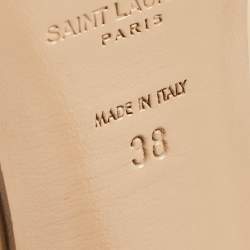 SAINT LAU
PARIS
MADE IN ITALY
38